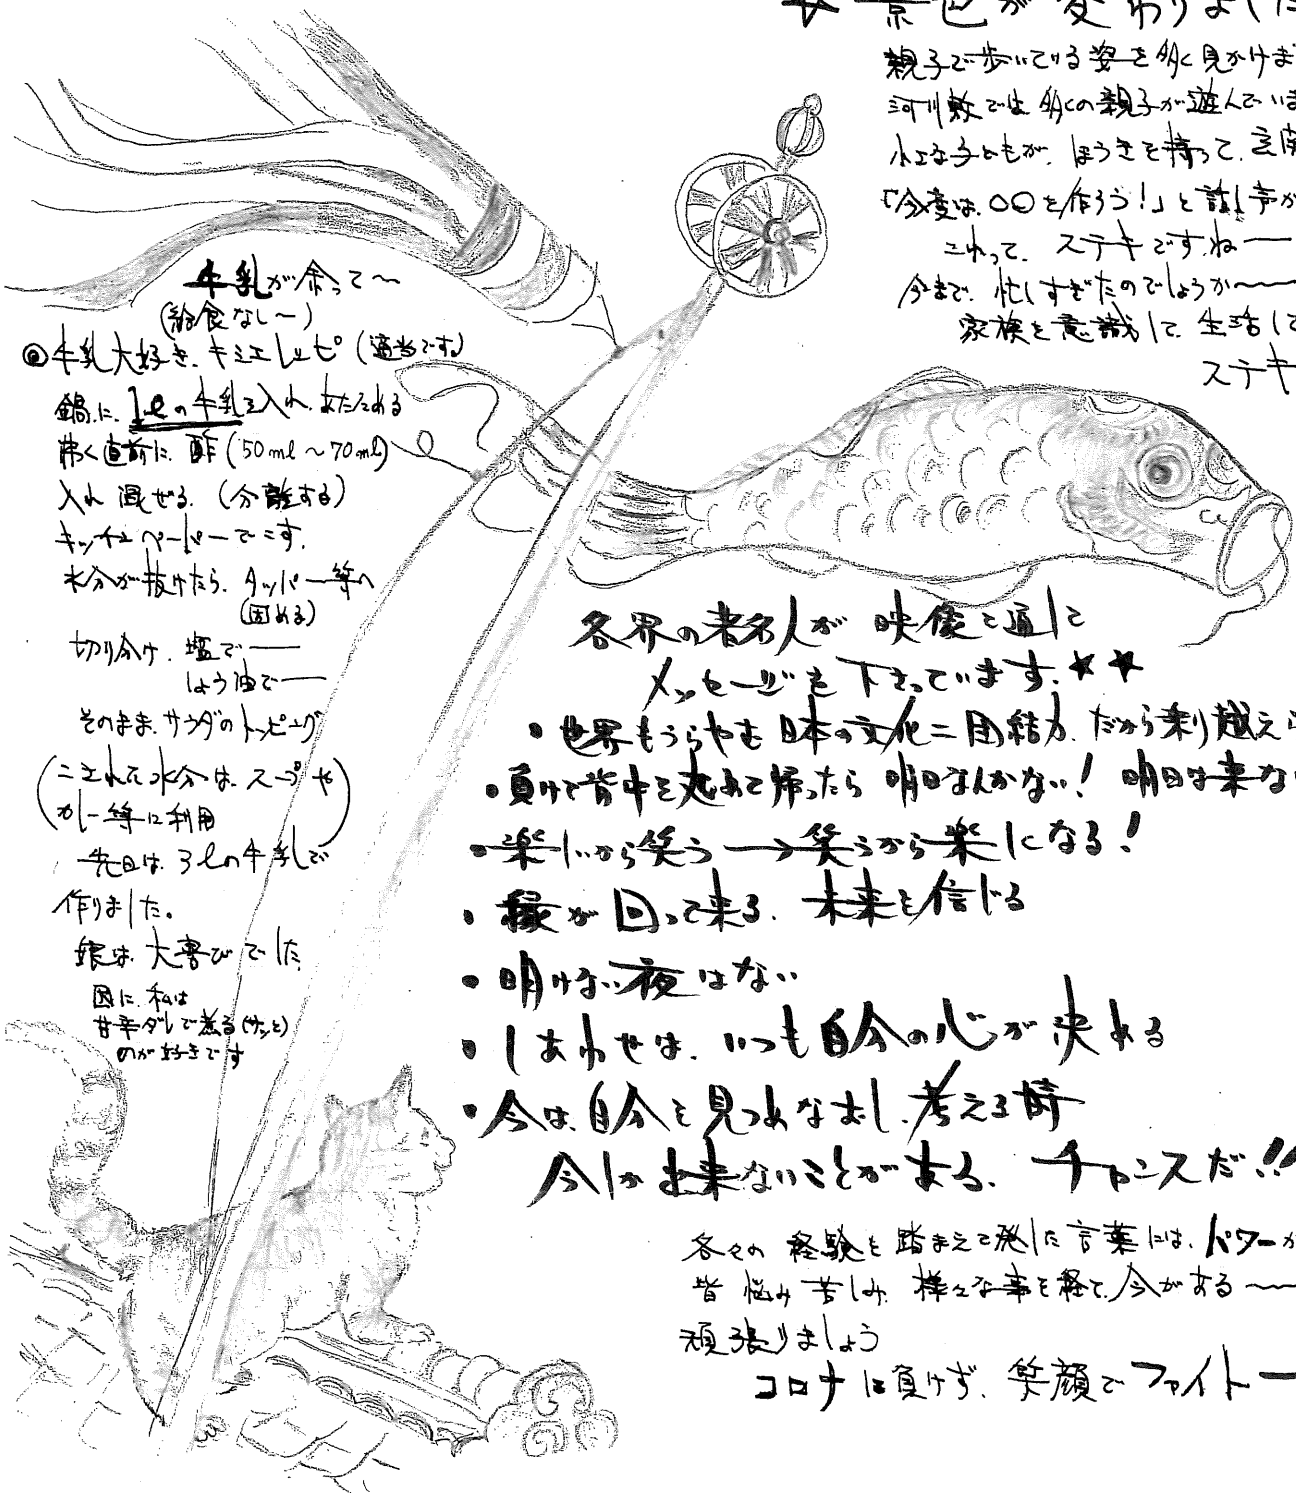 景色が変わりました
親子で歩いている姿を多く見かけま
河川敷では多くの親子が遊んでいま
小さな子どもが、ほうきを持って、玄関
「今度は、〇〇を作ろう!」と話し声が
これって、ステキですねー
今まで、忙しすぎたのでしょうか~~
家族を意識して、生活して
ステキ
牛乳が余って~
(給食なし~)
◎牛乳大好き、キミエレシピ(適当です)
鍋に、1ℓの牛乳を入れ、あたためる
沸く直前に、酢(50ml~70ml)
入れ 混ぜる。(分離する)
キッチンペーパーでこす。
水分が抜けたら、タッパー等へ
(固める)
切り分け、塩で――
しょう油で――
そのまま、サラダのトッピング
(こされた水分は、スープや
カレー等に利用)
先日は、3ℓの牛乳で
作りました。
娘は、大喜びでした
因に、私は
甘辛ダレで煮る(サッと)
のが好きです
各界の著名人が 映像を通して
メッセージを下さっています。★★
・世界もうらやむ日本の文化=団結力、だから乗り越えら
・負けて背中を丸めて帰ったら 明日なんかない! 明日は来な
・楽しいから笑う→笑うから楽しくなる!
・縁が回って来る、未来を信じる
・明けない夜はない
・しあわせは、いつも自分の心が決める
・今は、自分を見つめなおし、考える時
今しか出来ないことがある、チャンスだ!!
各々の 経験を踏まえて発した言葉には、パワーが
皆 悩み 苦しみ 様々な事を経て、今がある~~
頑張りましょう
コロナに負けず、笑顔でファイトー